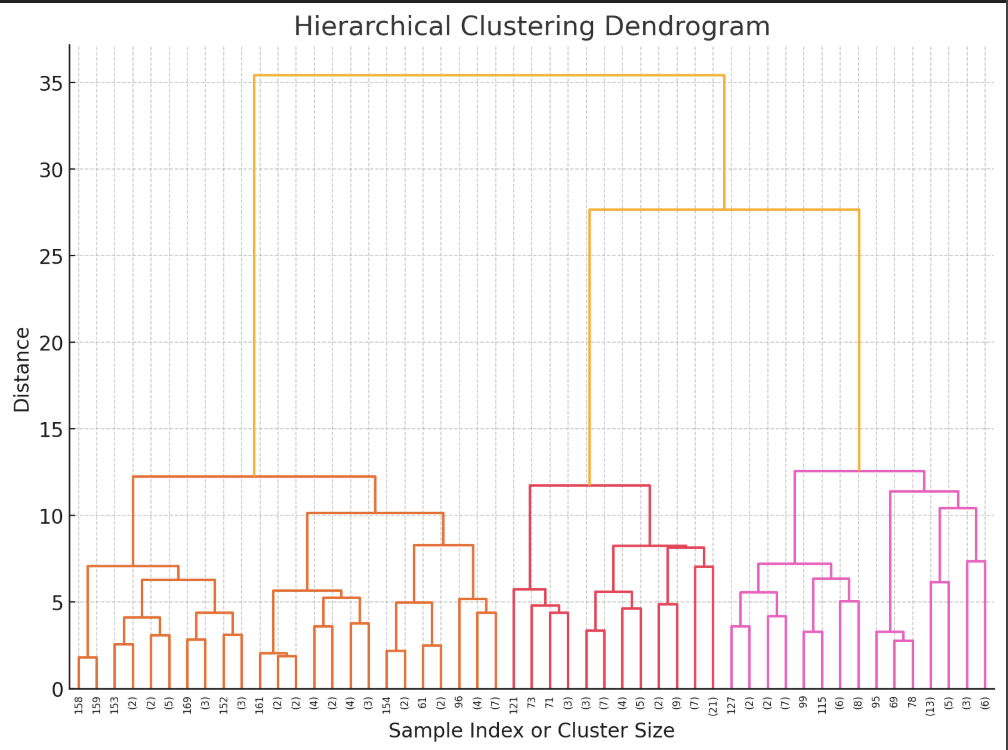 Hierarchical Clustering Dendrogram
Distance
35
30
25
20
15
10
5
0
158 159 153 (2) (2) (5) 169 (3) 152 (3) 161 (2) (2) (4) (2) (4) (3) 154 (2) 61 (2) 96 (4) (7) 121 73 71 (3) (3) (7) (4) (5) (2) (9) (7) (21) 127 (2) (2) (7) 99 115 (6) (8) 95 69 78 (13) (5) (3) (6)
Sample Index or Cluster Size